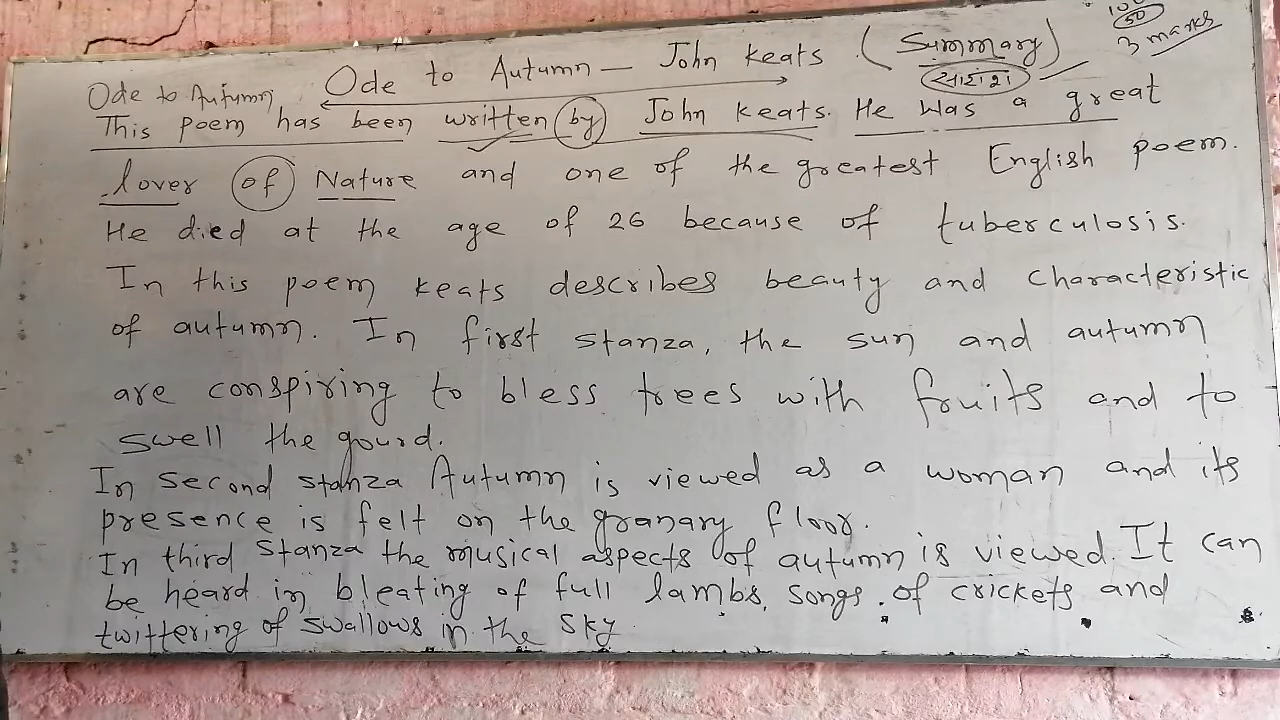 Ode to Autumn — John Keats (Summary)
(सारांश)
100
50
3 marks
Ode to Autumn
This poem has been written by John Keats. He was a great
lover of Nature and one of the greatest English poem.
He died at the age of 26 because of tuberculosis.
In this poem Keats describes beauty and characteristic
of autumn. In first stanza, the sun and autumn
are conspiring to bless trees with fruits and to
swell the gourd.
In second stanza Autumn is viewed as a woman and its
presence is felt on the granary floor.
In third stanza the musical aspects of autumn is viewed. It can
be heard in bleating of full lambs, songs of crickets and
twittering of swallows in the sky.